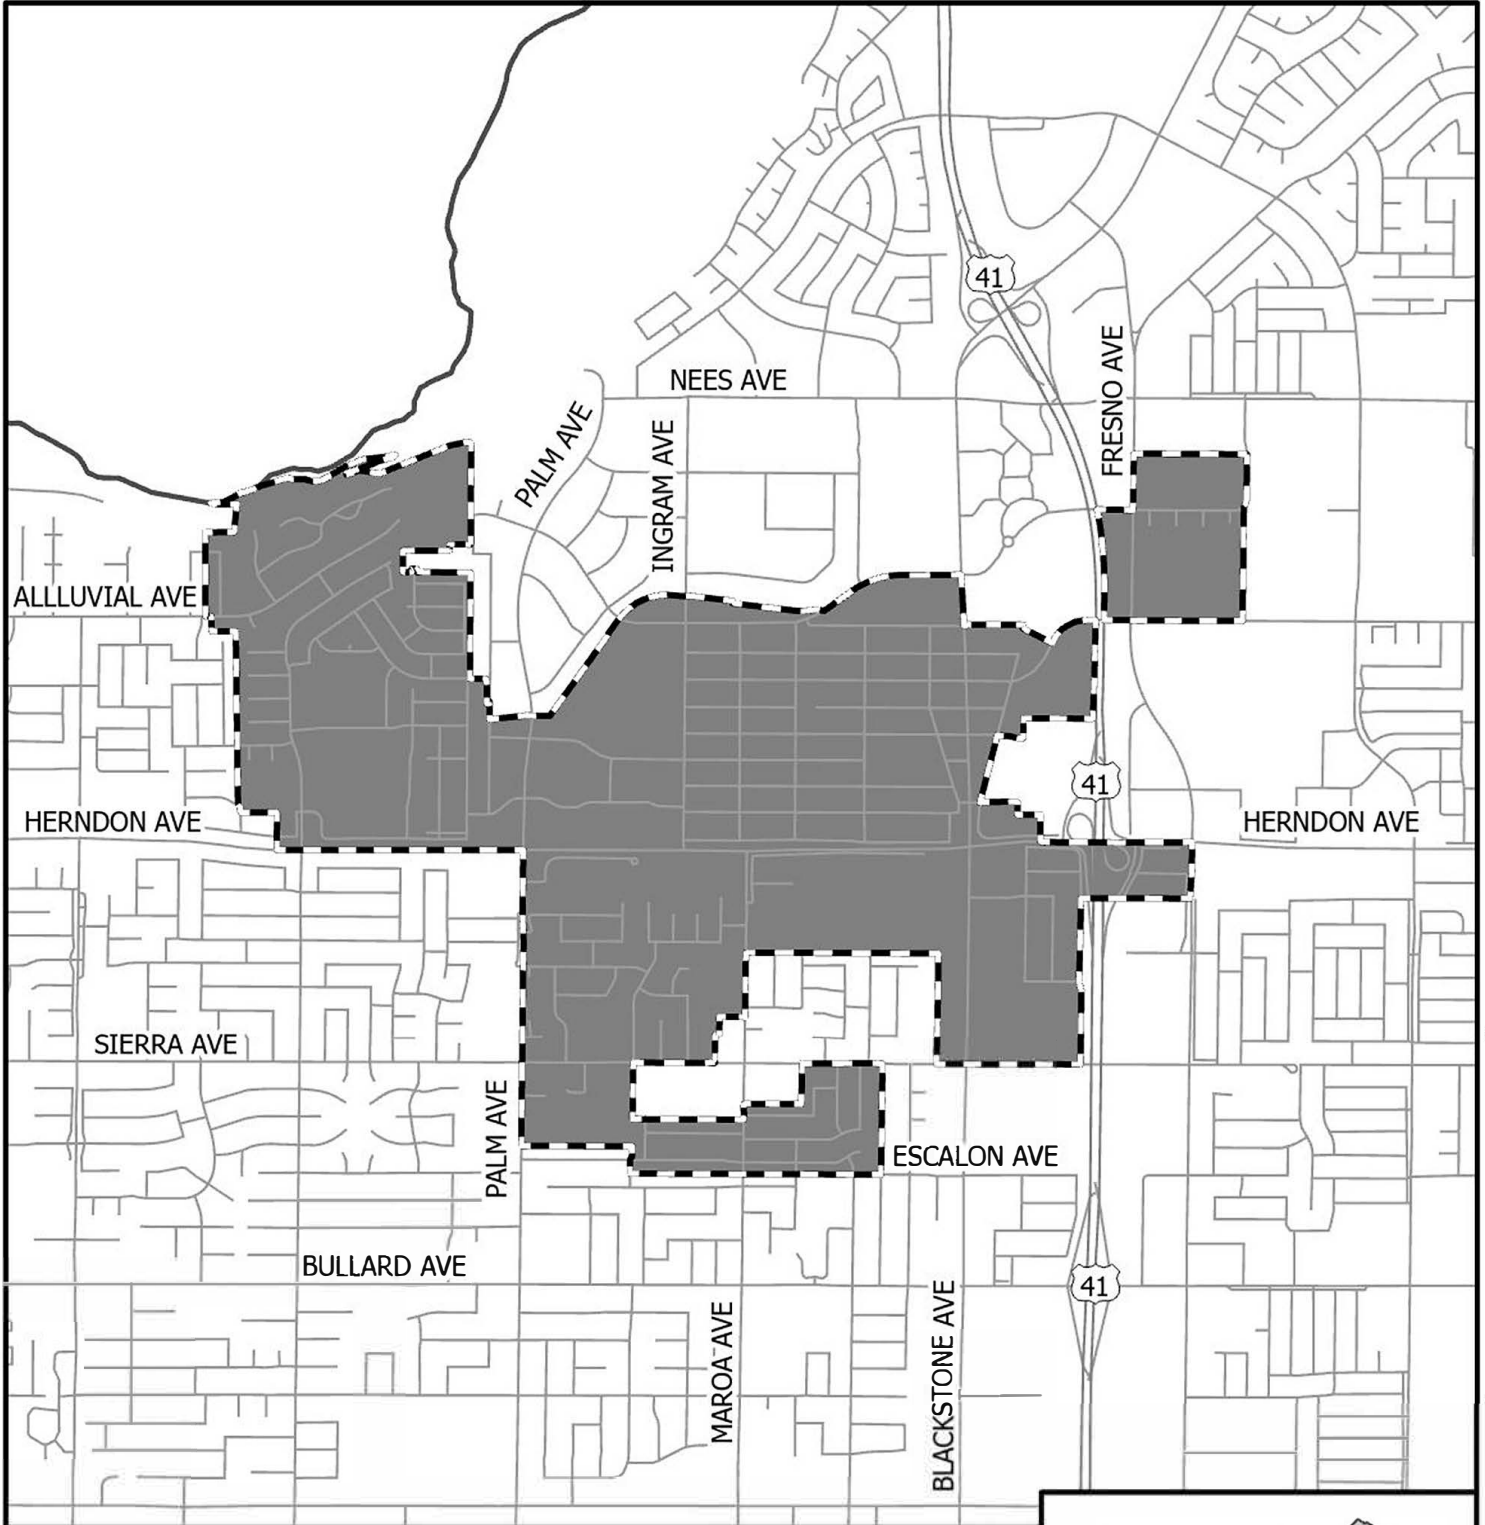 41
NEES AVE
FRESNO AVE
PALM AVE
INGRAM AVE
ALLLUVIAL AVE
41
HERNDON AVE
HERNDON AVE
SIERRA AVE
PALM AVE
ESCALON AVE
BULLARD AVE
41
MAROA AVE
BLACKSTONE AVE